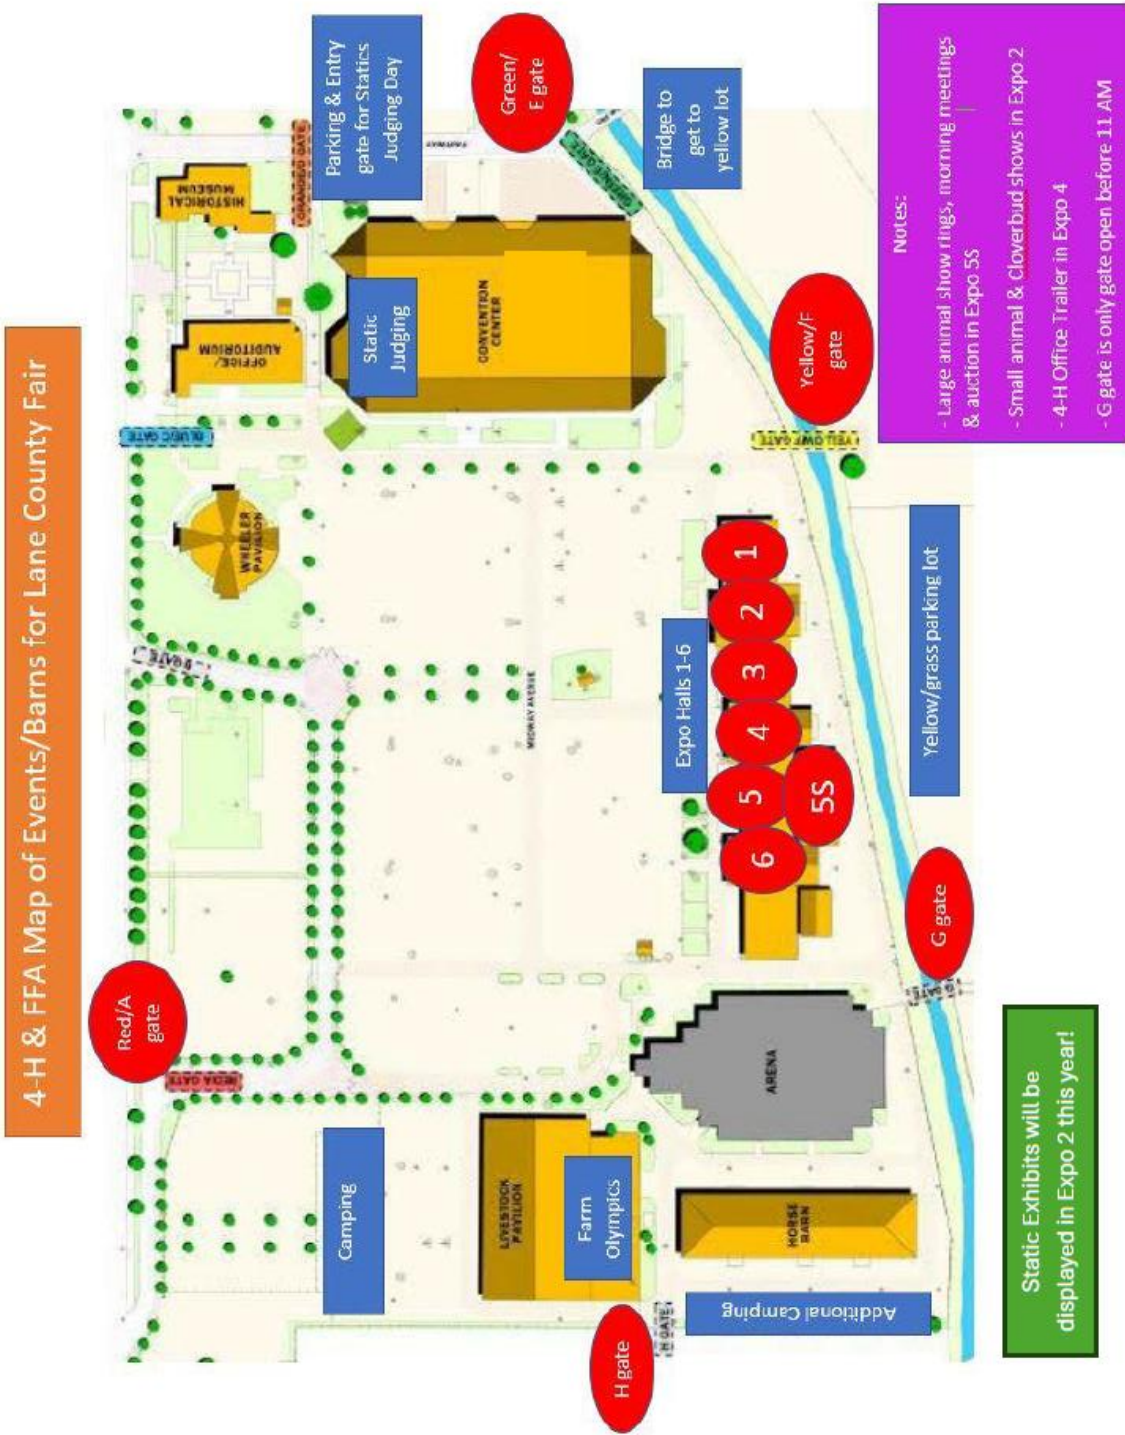 4-H & FFA Map of Events/Barns for Lane County Fair
Red/A
gate
RED/A GATE
B GATE
BLUE/C GATE
ORANGE/D GATE
HISTORICAL
MUSEUM
OFFICE/
AUDITORIUM
WHEELER
PAVILION
Parking & Entry
gate for Statics
Judging Day
FAIRWAY
Green/
E gate
Bridge to
get to
yellow lot
Static
Judging
CONVENTION
CENTER
Camping
LIVESTOCK
PAVILION
Farm
Olympics
MIDWAY AVENUE
H gate
H GATE
Additional Camping
HORSE
BARN
ARENA
Expo Halls 1-6
6
5
5S
4
3
2
1
YELLOW/F GATE
Yellow/F
gate
G gate
Yellow/grass parking lot
Static Exhibits will be
displayed in Expo 2 this year!
Notes:
- Large animal show rings, morning meetings
& auction in Expo 5S
- Small animal & Cloverbud shows in Expo 2
- 4-H Office Trailer in Expo 4
- G gate is only gate open before 11 AM